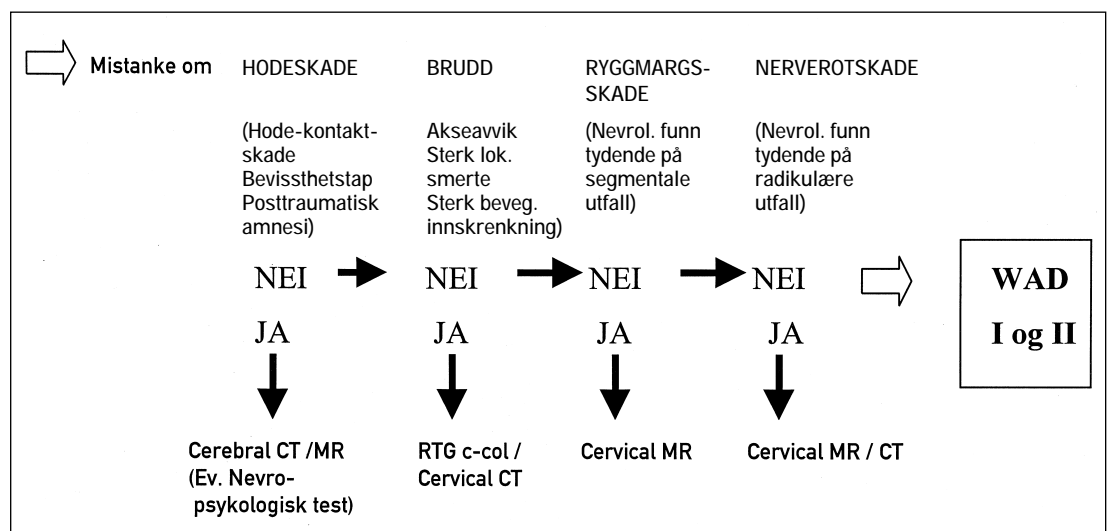 Mistanke om
HODESKADE
(Hode-kontakt-
skade
Bevissthetstap
Posttraumatisk
amnesi)
NEI
JA
Cerebral CT /MR
(Ev. Nevro-
psykologisk test)
BRUDD
Akseavvik
Sterk lok.
smerte
Sterk beveg.
innskrenkning)
NEI
JA
RTG c-col /
Cervical CT
RYGGMARGS-
SKADE
(Nevrol. funn
tydende på
segmentale
utfall)
NEI
JA
Cervical MR
NERVEROTSKADE
(Nevrol. funn
tydende på
radikulære
utfall)
NEI
JA
Cervical MR / CT
WAD
I og II